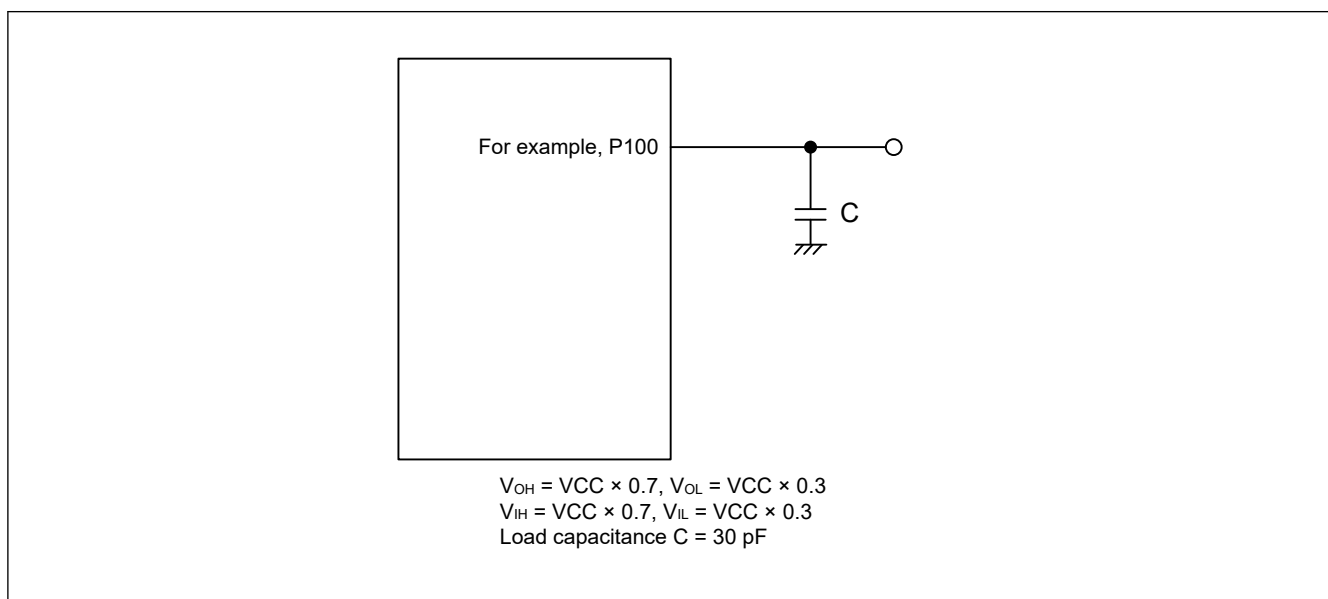 For example, P100
C
VOH = VCC × 0.7, VOL = VCC × 0.3
VIH = VCC × 0.7, VIL = VCC × 0.3
Load capacitance C = 30 pF